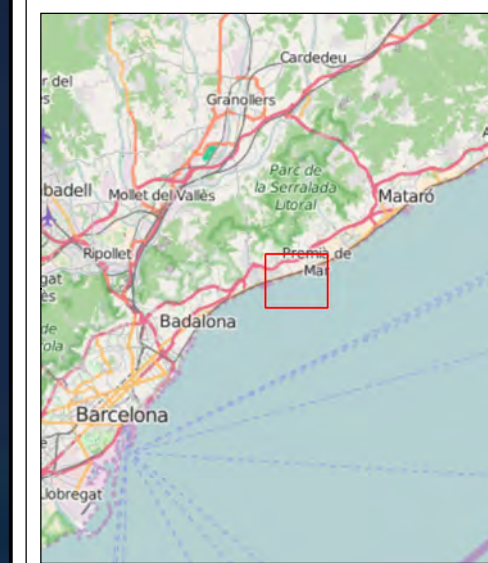 Cardedeu
r del
s
Granollers
Parc de
la Serralada
Litoral
badell
Mollet del Vallès
Mataró
A
Ripollet
Premià de
Mar
gat
ès
Badalona
de
ola
Barcelona
e
Llobregat